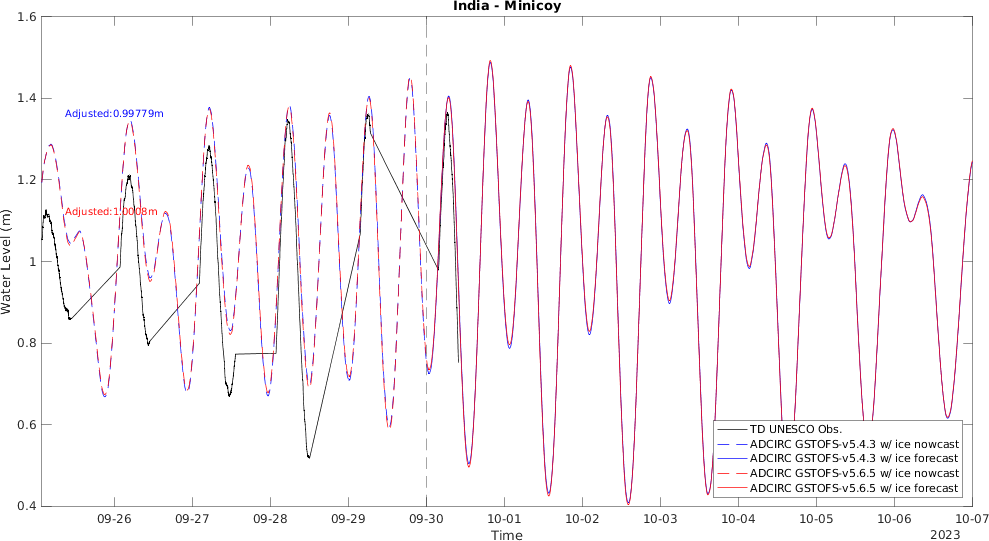 India - Minicoy
1.6
1.4
1.2
1
0.8
0.6
0.4
Water Level (m)
Adjusted:0.99779m
Adjusted:1.0008m
TD UNESCO Obs.
ADCIRC GSTOFS-v5.4.3 w/ ice nowcast
ADCIRC GSTOFS-v5.4.3 w/ ice forecast
ADCIRC GSTOFS-v5.6.5 w/ ice nowcast
ADCIRC GSTOFS-v5.6.5 w/ ice forecast
09-26 09-27 09-28 09-29 09-30 10-01 10-02 10-03 10-04 10-05 10-06 10-07
Time
2023